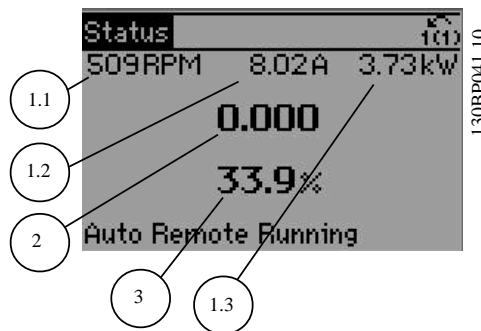 Status 1(1)
509RPM 8.02A 3.73kW
0.000
33.9%
Auto Remote Running
1.1
1.2
2
3
1.3
130BP041.10